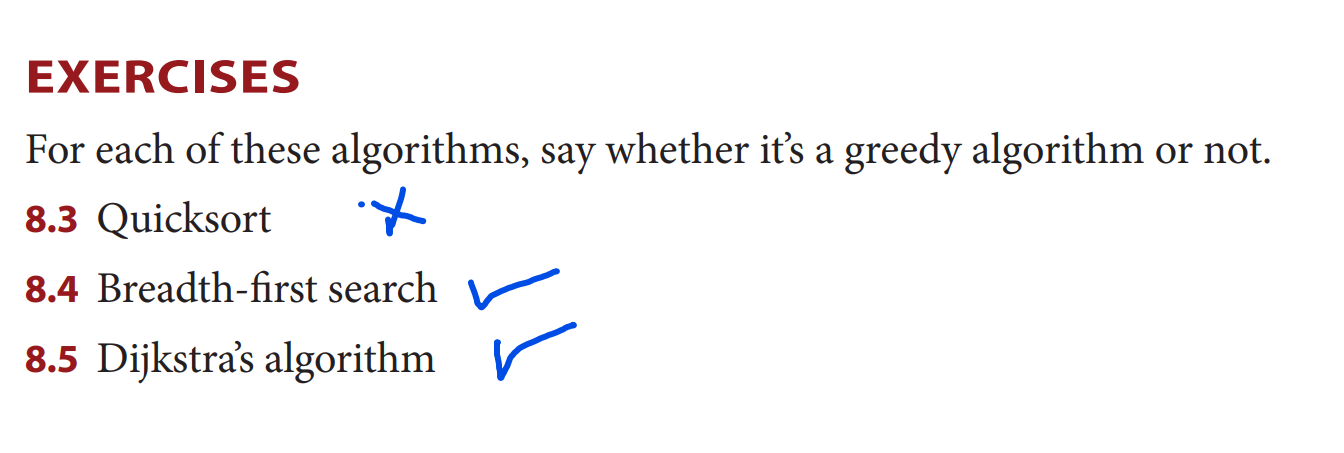 EXERCISES
For each of these algorithms, say whether it's a greedy algorithm or not.
8.3 Quicksort
8.4 Breadth-first search ✓
8.5 Dijkstra's algorithm ✓